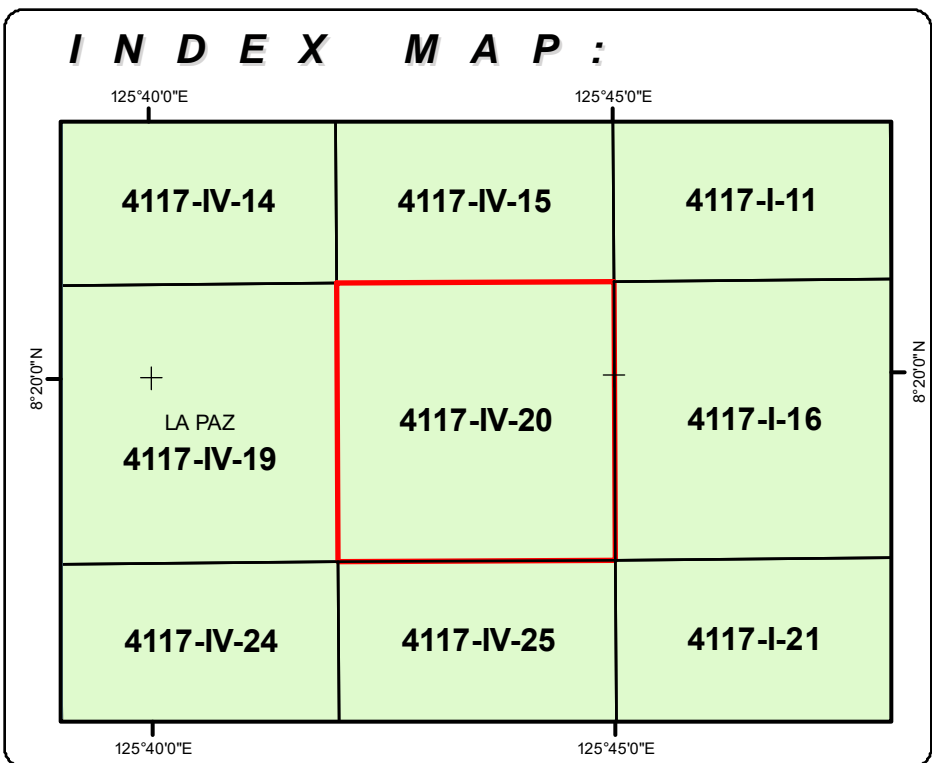 INDEX MAP:
125°40'0"E 125°45'0"E
4117-IV-14 4117-IV-15 4117-I-11
8°20'0"N 8°20'0"N
LA PAZ
4117-IV-19 4117-IV-20 4117-I-16
4117-IV-24 4117-IV-25 4117-I-21
125°40'0"E 125°45'0"E